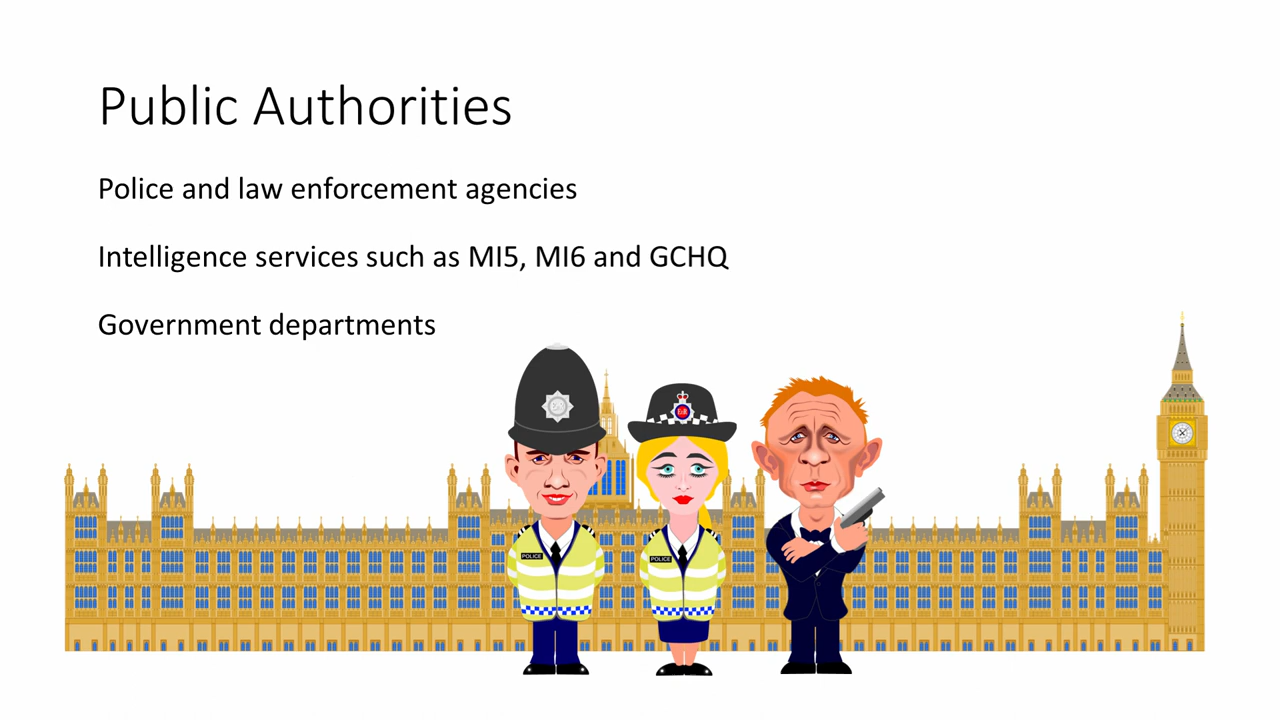 Public Authorities
Police and law enforcement agencies
Intelligence services such as MI5, MI6 and GCHQ
Government departments
POLICE
POLICE